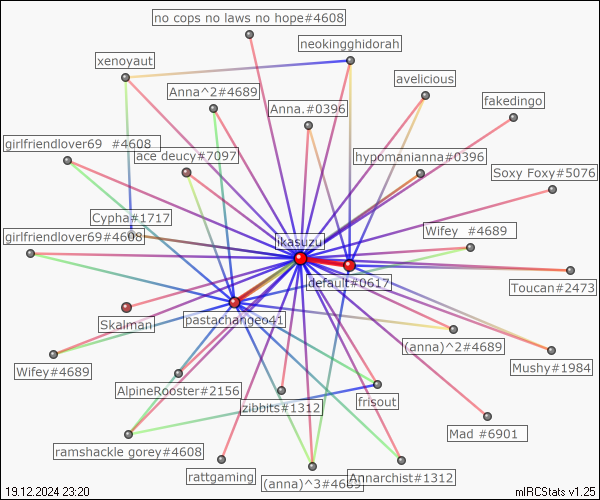 no cops no laws no hope#4608
neokingghidorah
xenoyaut
avelicious
Anna^2#4689
fakedingo
Anna.#0396
girlfriendlover69 #4608
ace deucy#7097
hypomanianna#0396
Soxy Foxy#5076
Cypha#1717
girlfriendlover69#4608
ikasuzu
Wifey #4689
default#0617
Toucan#2473
Skalman
pastachangeo41
(anna)^2#4689
Wifey#4689
Mushy#1984
AlpineRooster#2156
zibbits#1312
frisout
Mad #6901
ramshackle gorey#4608
rattgaming
(anna)^3#4689
Annarchist#1312
19.12.2024 23:20
mIRCStats v1.25